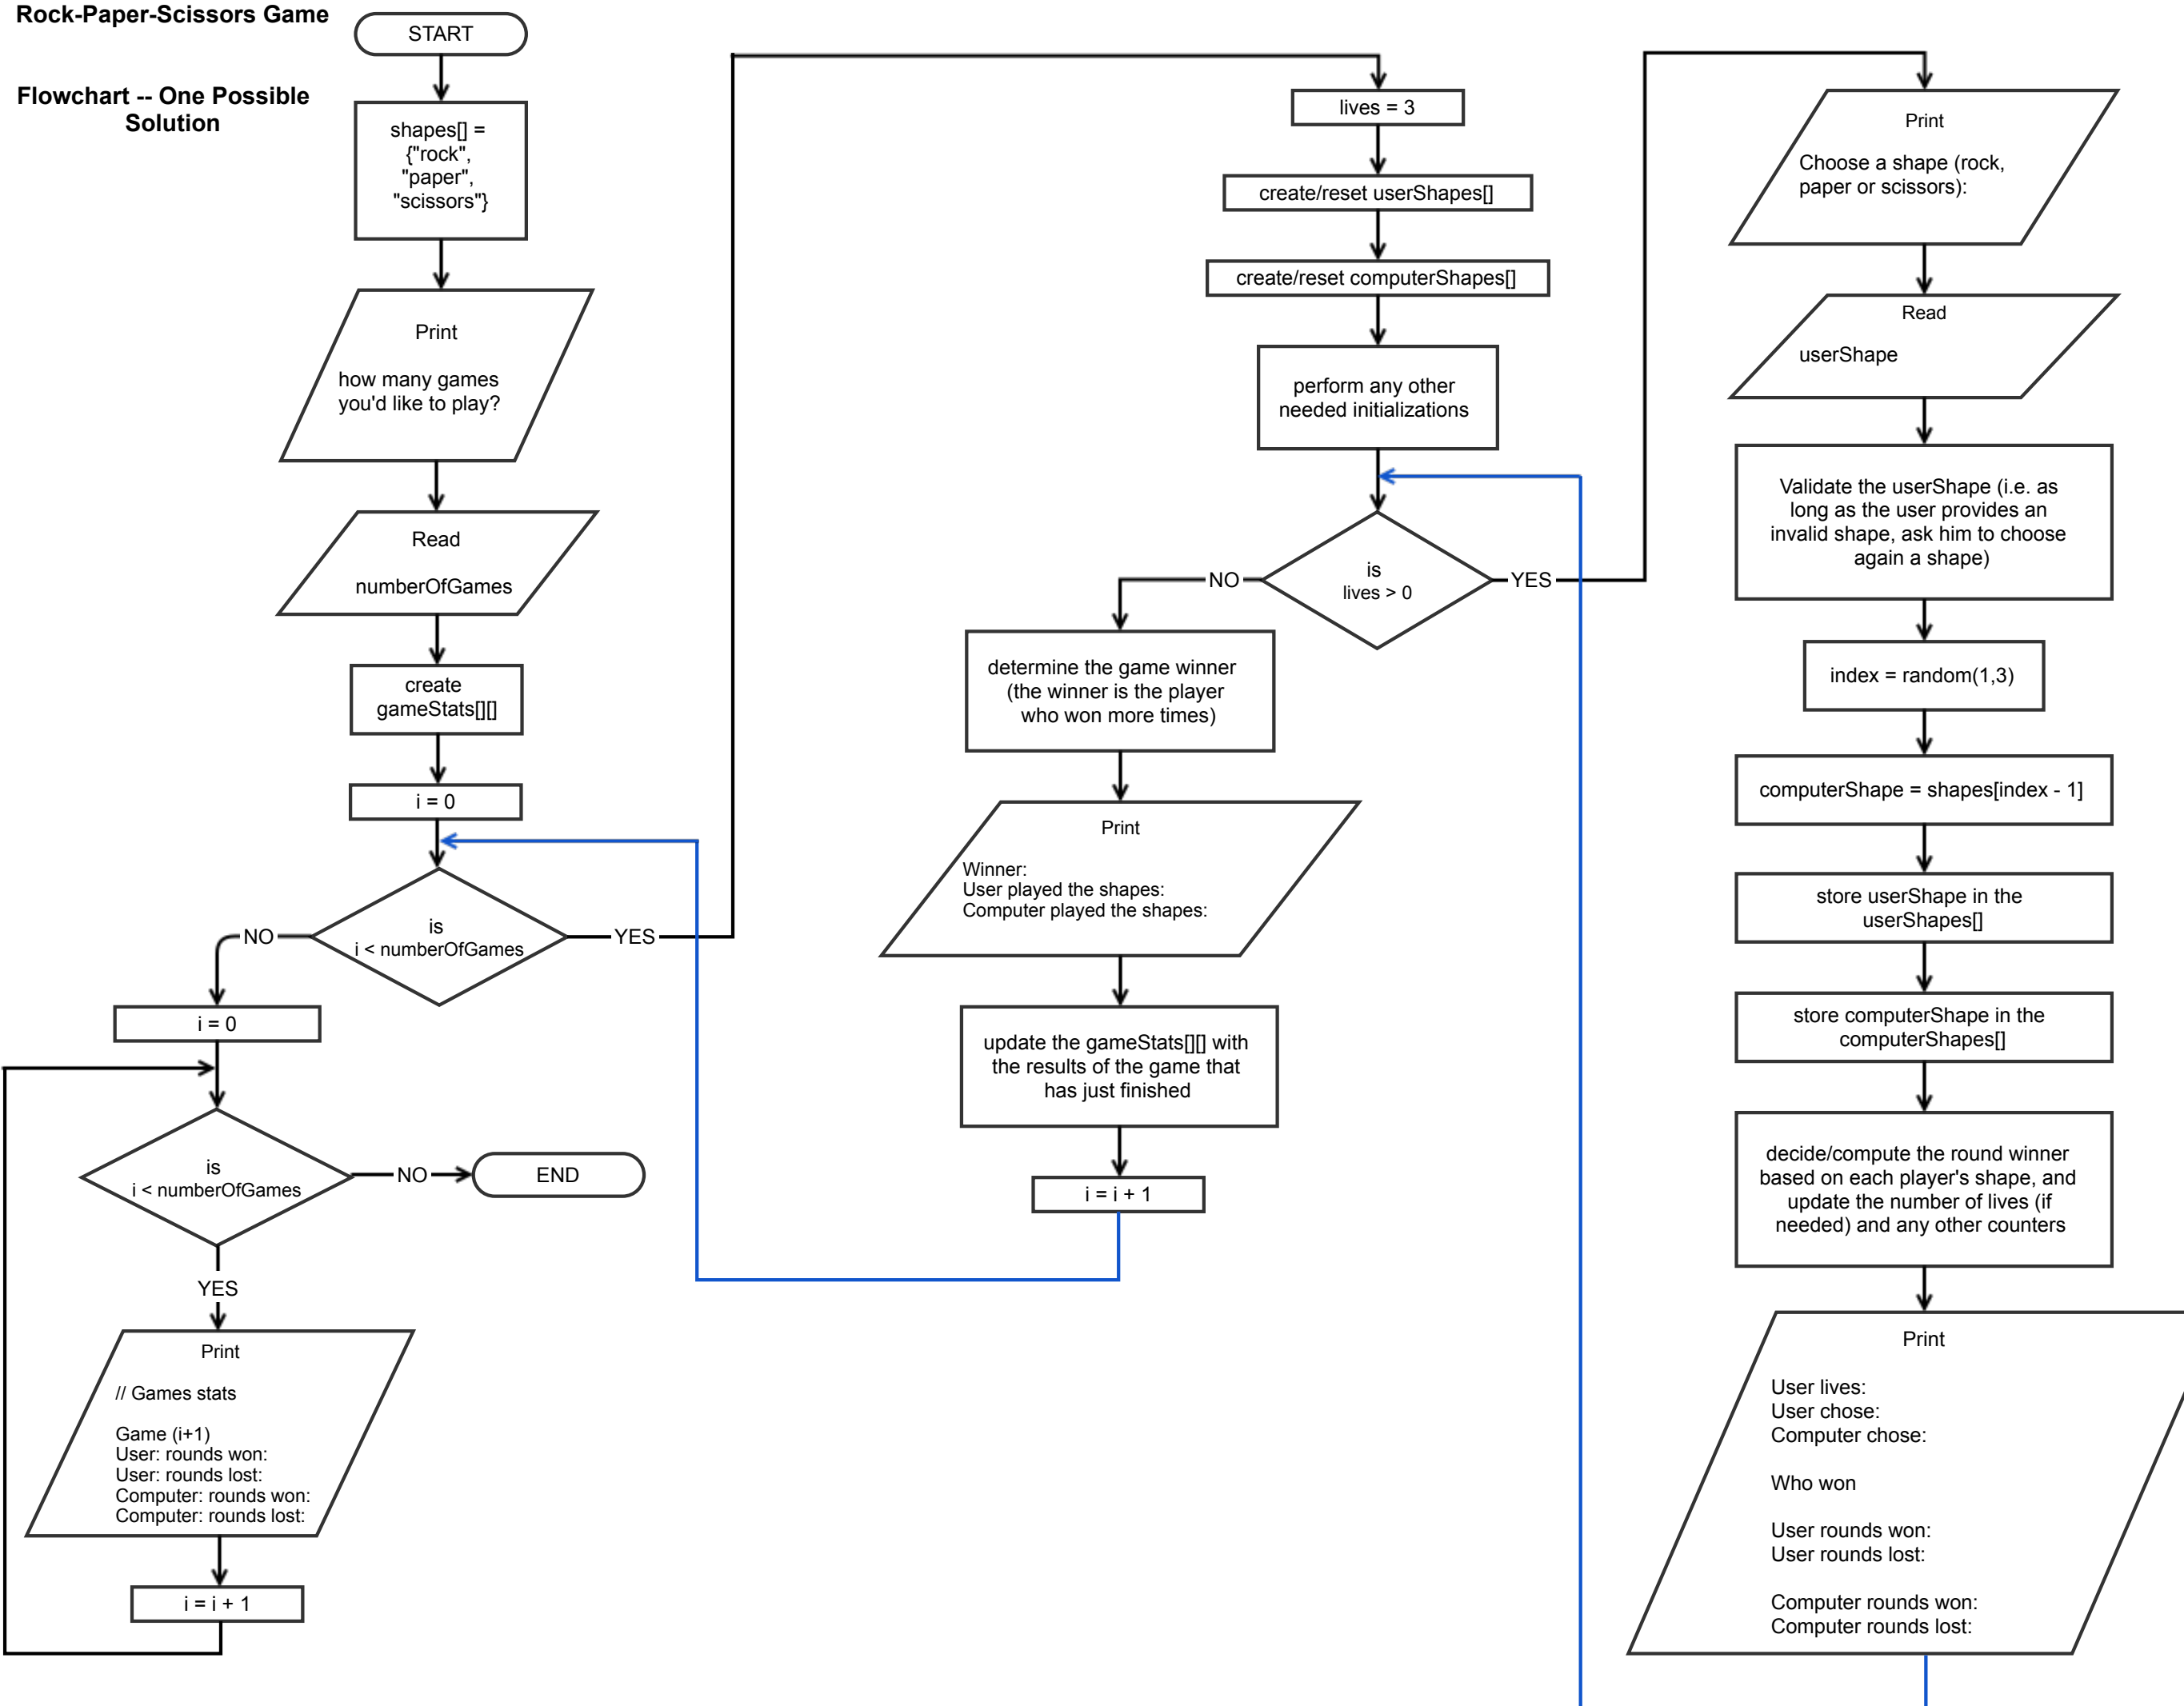 Rock-Paper-Scissors Game
Flowchart -- One Possible
Solution
START
shapes[] =
{"rock",
"paper",
"scissors"}
Print
how many games
you'd like to play?
Read
numberOfGames
create
gameStats[][]
i = 0
is
i < numberOfGames
NO
YES
i = 0
is
i < numberOfGames
NO
END
YES
Print
// Games stats
Game (i+1)
User: rounds won:
User: rounds lost:
Computer: rounds won:
Computer: rounds lost:
i = i + 1
lives = 3
create/reset userShapes[]
create/reset computerShapes[]
perform any other
needed initializations
is
lives > 0
NO
YES
determine the game winner
(the winner is the player
who won more times)
Print
Winner:
User played the shapes:
Computer played the shapes:
update the gameStats[][] with
the results of the game that
has just finished
i = i + 1
Print
Choose a shape (rock,
paper or scissors):
Read
userShape
Validate the userShape (i.e. as
long as the user provides an
invalid shape, ask him to choose
again a shape)
index = random(1,3)
computerShape = shapes[index - 1]
store userShape in the
userShapes[]
store computerShape in the
computerShapes[]
decide/compute the round winner
based on each player's shape, and
update the number of lives (if
needed) and any other counters
Print
User lives:
User chose:
Computer chose:
Who won
User rounds won:
User rounds lost:
Computer rounds won:
Computer rounds lost: